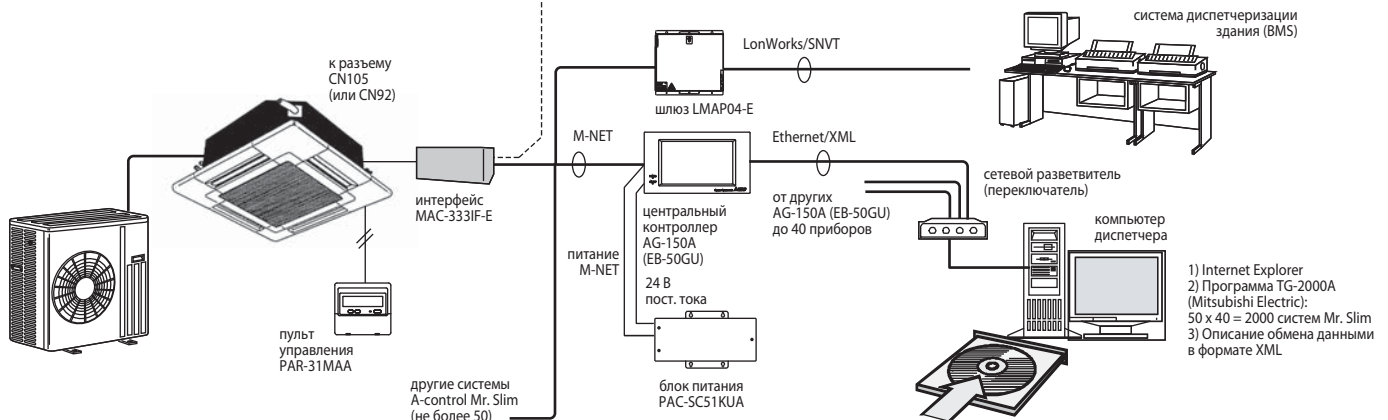 система диспетчеризации
здания (BMS)
LonWorks/SNVT
к разъему
CN105
(или CN92)
шлюз LMAP04-E
M-NET
Ethernet/XML
интерфейс
MAC-333IF-E
центральный
контроллер
AG-150A
(EB-50GU)
от других
AG-150A (EB-50GU)
до 40 приборов
сетевой разветвитель
(переключатель)
компьютер
диспетчера
питание
M-NET
24 В
пост. тока
1) Internet Explorer
2) Программа TG-2000A
(Mitsubishi Electric):
50 x 40 = 2000 систем Mr. Slim
3) Описание обмена данными
в формате XML
пульт
управления
PAR-31MAA
другие системы
A-control Mr. Slim
(не более 50)
блок питания
PAC-SC51KUA